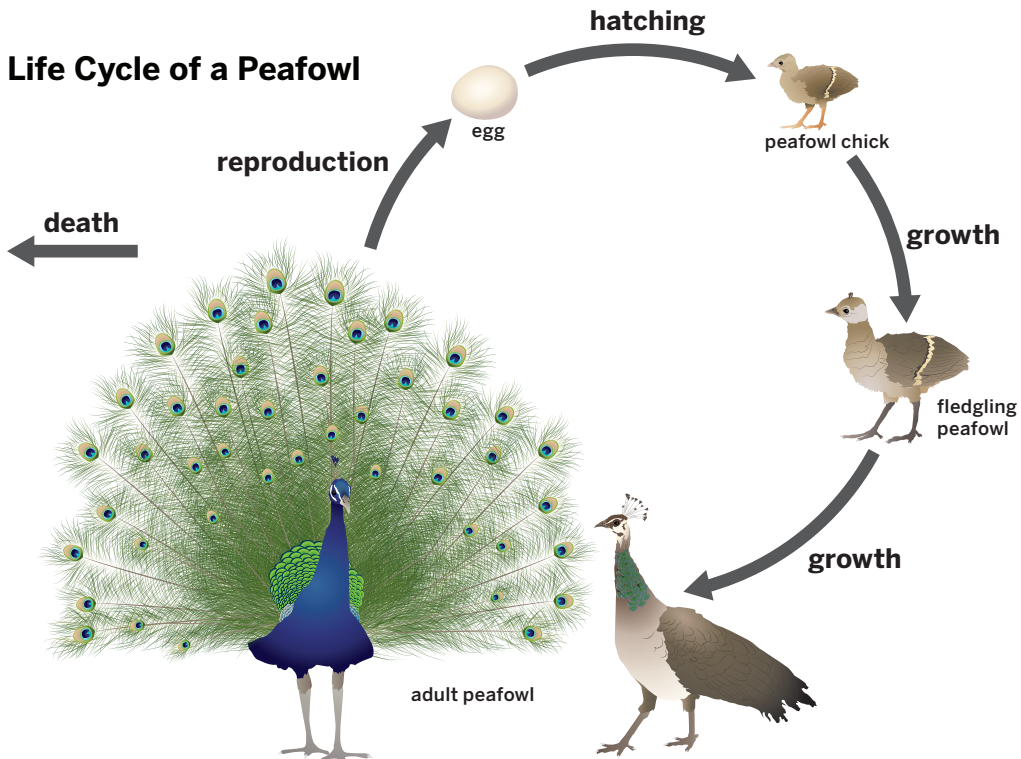 Life Cycle of a Peafowl
hatching
egg
peafowl chick
reproduction
death
growth
fledgling
peafowl
growth
adult peafowl